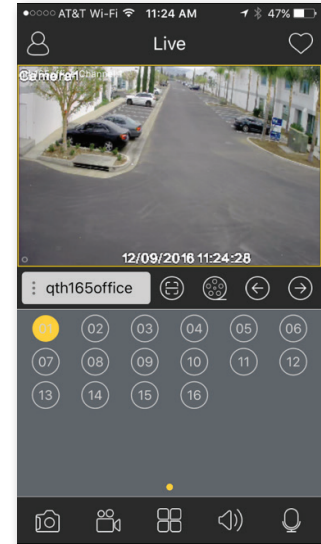 AT&T Wi-Fi 11:24 AM 47%
Live
Camera1
12/09/2016 11:24:28
qth165office
01 02 03 04 05 06
07 08 09 10 11 12
13 14 15 16